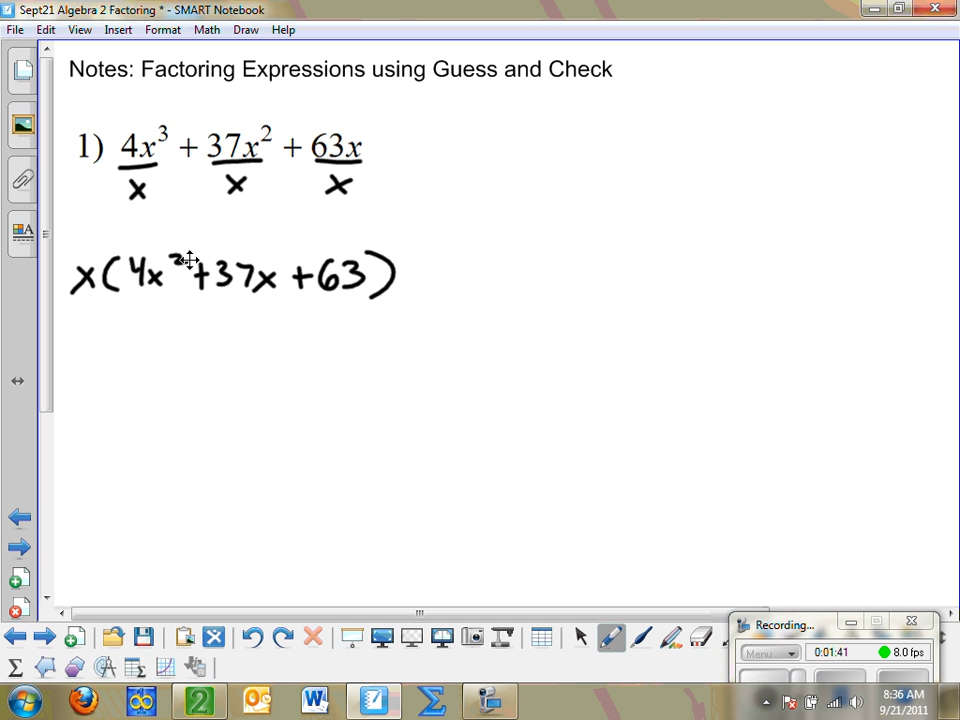 Sept21 Algebra 2 Factoring * - SMART Notebook
File Edit View Insert Format Math Draw Help
Notes: Factoring Expressions using Guess and Check
1) 4x³ + 37x² + 63x
x x x
x(4x² + 37x + 63)
Recording...
Menu 0:01:41 8.0 fps
8:36 AM
9/21/2011